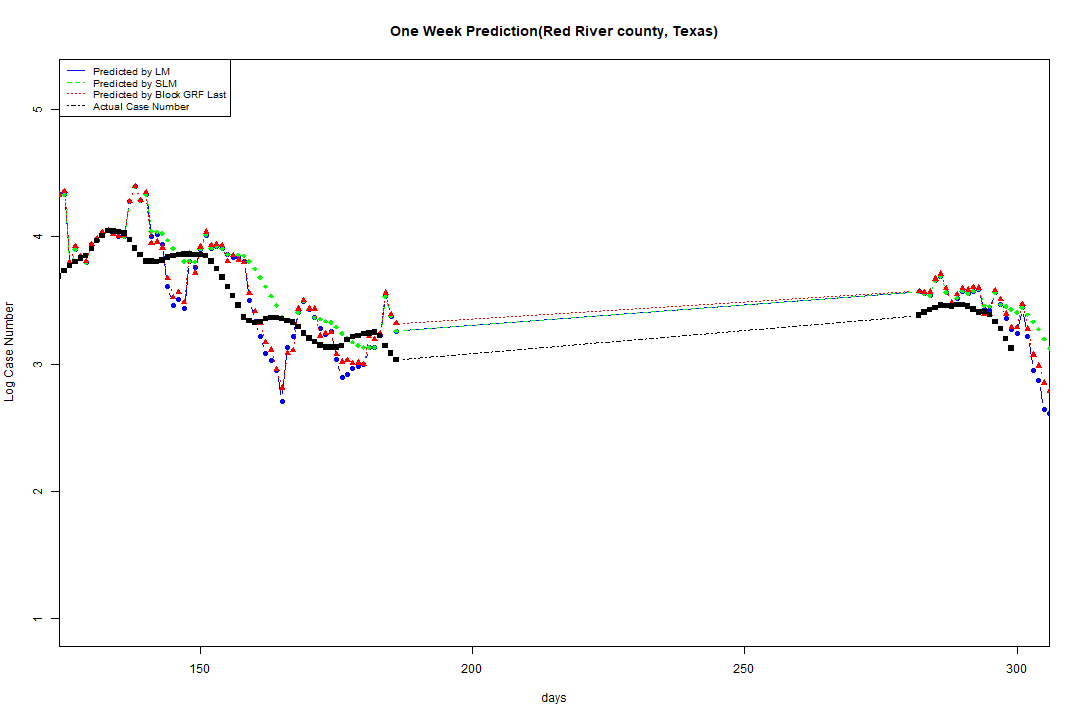 One Week Prediction(Red River county, Texas)
Predicted by LM
Predicted by SLM
Predicted by Block GRF Last
Actual Case Number
5
4
3
2
1
Log Case Number
150
200
250
300
days